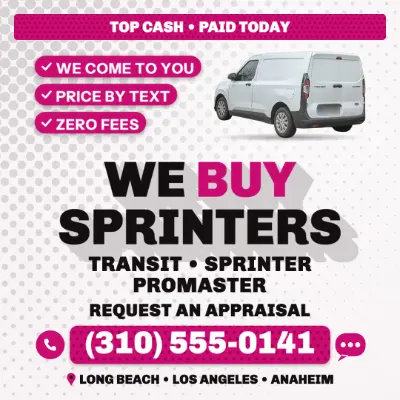 TOP CASH • PAID TODAY
WE COME TO YOU
PRICE BY TEXT
ZERO FEES
WE BUY
SPRINTERS
TRANSIT • SPRINTER
PROMASTER
REQUEST AN APPRAISAL
(310) 555-0141
LONG BEACH • LOS ANGELES • ANAHEIM